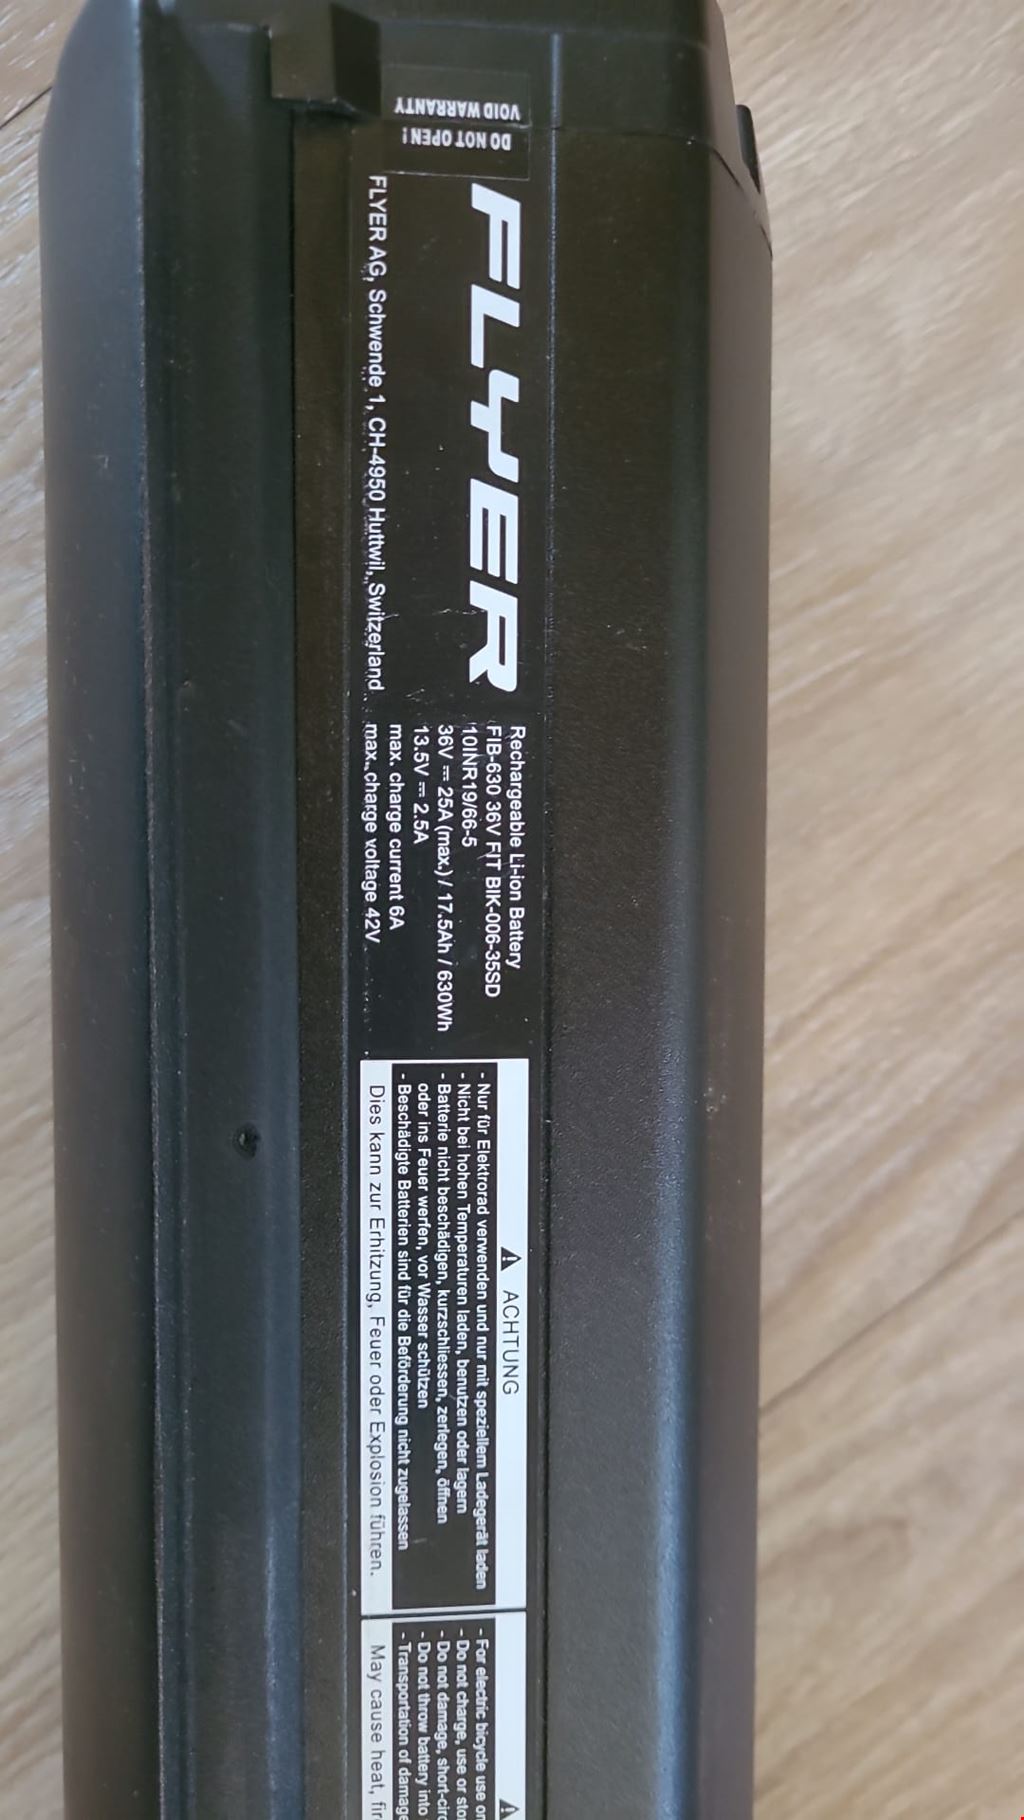 DO NOT OPEN!
VOID WARRANTY
FLYER
FLYER AG, Schwende 1, CH-4950 Huttwil, Switzerland
Rechargeable Li-ion Battery
FIB-630 36V FIT BIK-006-35SD
10INR19/66-5
36V ⎓ 25A (max.) / 17.5Ah / 630Wh
13.5V ⎓ 2.5A
max. charge current 6A
max. charge voltage 42V
⚠ ACHTUNG
- Nur für Elektrorad verwenden und nur mit speziellem Ladegerät laden
- Nicht bei hohen Temperaturen laden, benutzen oder lagern
- Batterie nicht beschädigen, kurzschliessen, zerlegen, öffnen
oder ins Feuer werfen, vor Wasser schützen
- Beschädigte Batterien sind für die Beförderung nicht zugelassen
Dies kann zur Erhitzung, Feuer oder Explosion führen.
⚠
- For electric bicycle use
- Do not charge, use or
- Do not damage,
- Do not throw battery into
- Transportation of
May cause heat,